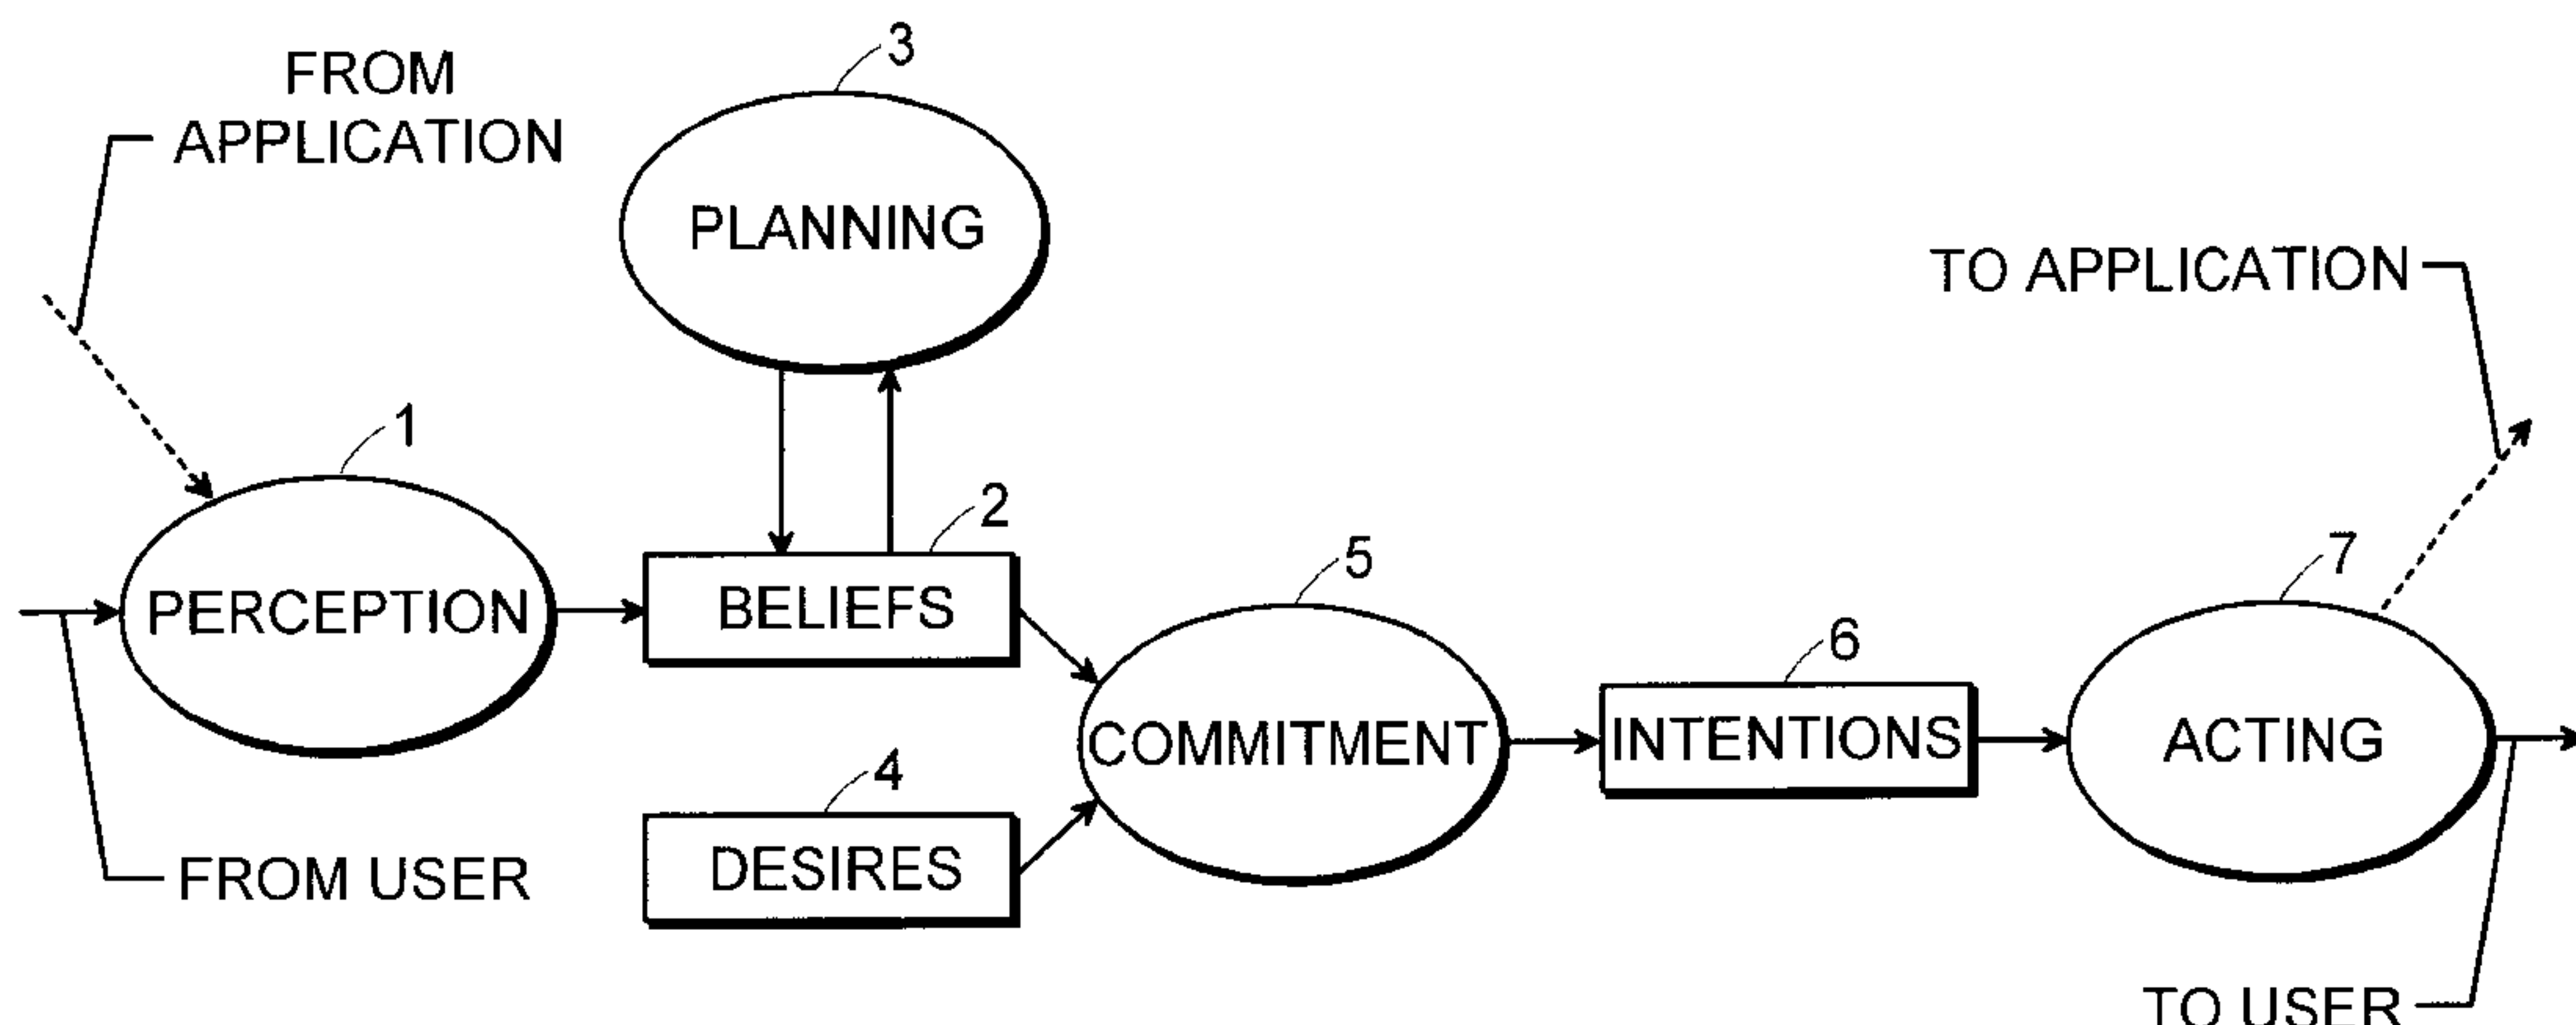 3
FROM
APPLICATION
PLANNING
TO APPLICATION
1
2
BELIEFS
PERCEPTION
5
7
COMMITMENT
6
INTENTIONS
ACTING
4
DESIRES
FROM USER
TO USER